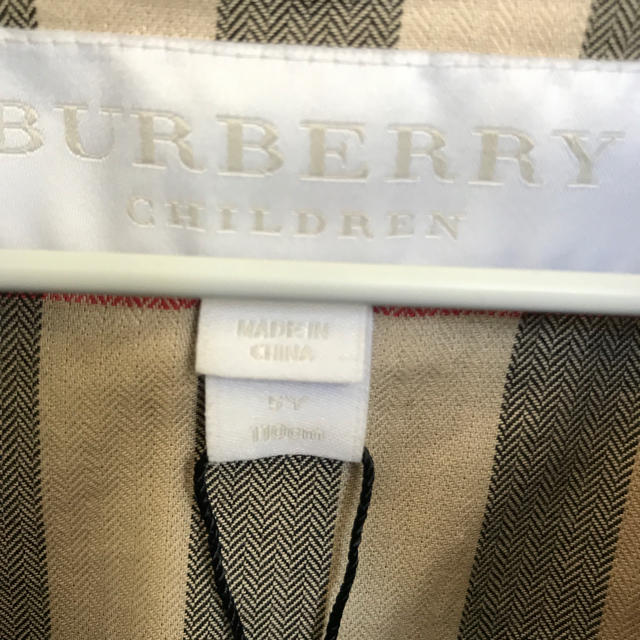 BURBERRY
CHILDREN
MADE IN
CHINA
5Y
110cm